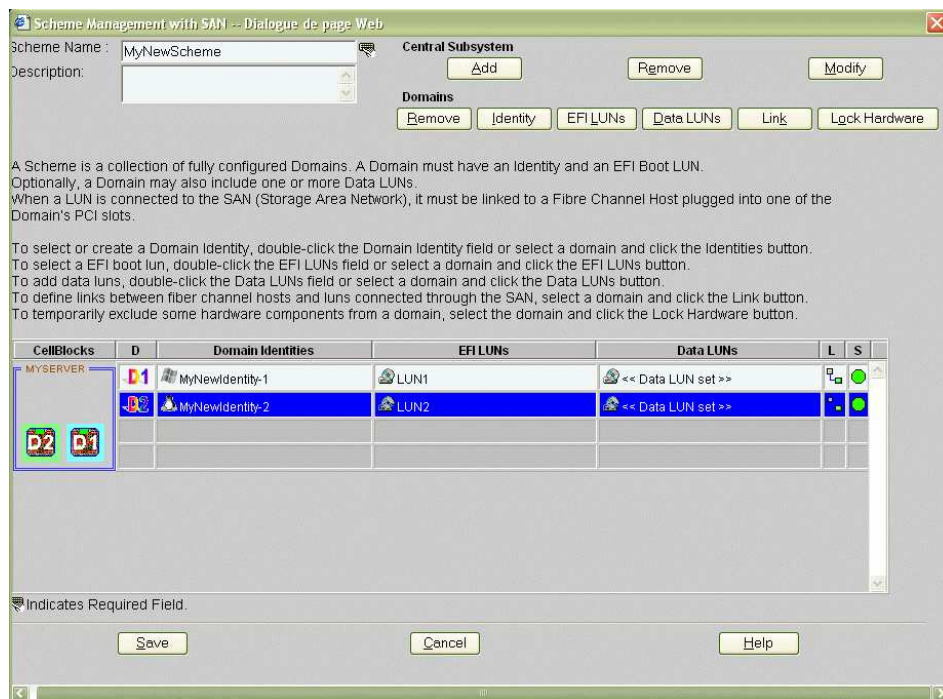 Scheme Management with SAN -- Dialogue de page Web
Scheme Name : MyNewScheme
Description:
Central Subsystem
Add Remove Modify
Domains
Remove Identity EFI LUNs Data LUNs Link Lock Hardware
A Scheme is a collection of fully configured Domains. A Domain must have an Identity and an EFI Boot LUN.
Optionally, a Domain may also include one or more Data LUNs.
When a LUN is connected to the SAN (Storage Area Network), it must be linked to a Fibre Channel Host plugged into one of the
Domain's PCI slots.
To select or create a Domain Identity, double-click the Domain Identity field or select a domain and click the Identities button.
To select a EFI boot lun, double-click the EFI LUNs field or select a domain and click the EFI LUNs button.
To add data luns, double-click the Data LUNs field or select a domain and click the Data LUNs button.
To define links between fiber channel hosts and luns connected through the SAN, select a domain and click the Link button.
To temporarily exclude some hardware components from a domain, select the domain and click the Lock Hardware button.
CellBlocks D Domain Identities EFI LUNs Data LUNs L S
MYSERVER
D1 MyNewIdentity-1 LUN1 << Data LUN set >>
D2 MyNewIdentity-2 LUN2 << Data LUN set >>
D2 D1
Indicates Required Field.
Save Cancel Help